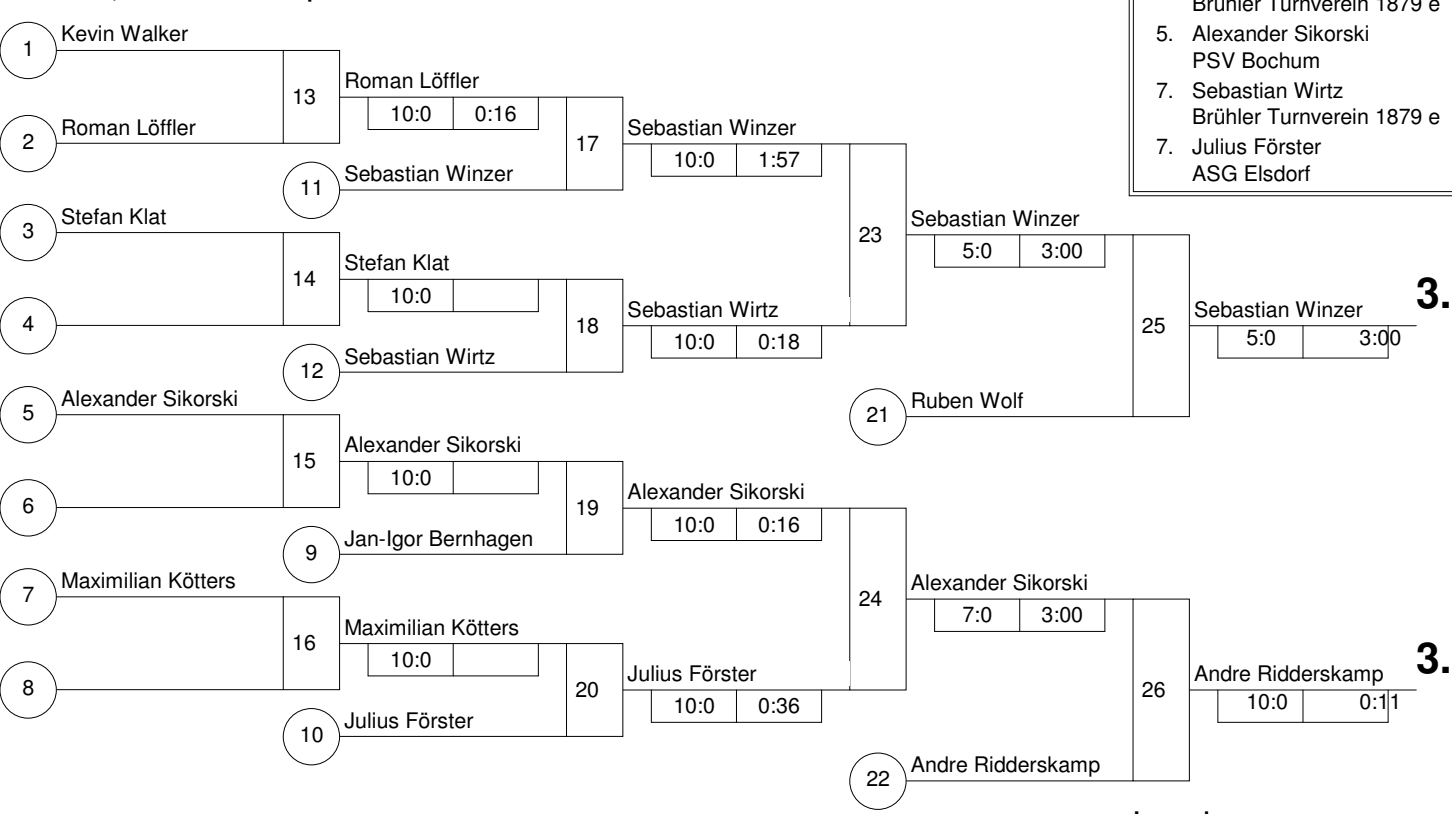 Brühler Turnverein 1879 e
5. Alexander Sikorski
PSV Bochum
7. Sebastian Wirtz
Brühler Turnverein 1879 e
7. Julius Förster
ASG Elsdorf
1 Kevin Walker
13
Roman Löffler
10:0 0:16
2 Roman Löffler
17
Sebastian Winzer
10:0 1:57
11 Sebastian Winzer
3 Stefan Klat
23
Sebastian Winzer
5:0 3:00
14
Stefan Klat
10:0
4
18
Sebastian Wirtz
10:0 0:18
12 Sebastian Wirtz
25
Sebastian Winzer
5:0 3:00
3.
5 Alexander Sikorski
21 Ruben Wolf
15
Alexander Sikorski
10:0
6
19
Alexander Sikorski
10:0 0:16
9 Jan-Igor Bernhagen
7 Maximilian Kötters
24
Alexander Sikorski
7:0 3:00
16
Maximilian Kötters
10:0
8
20
Julius Förster
10:0 0:36
10 Julius Förster
26
Andre Ridderskamp
10:0 0:11
3.
22 Andre Ridderskamp